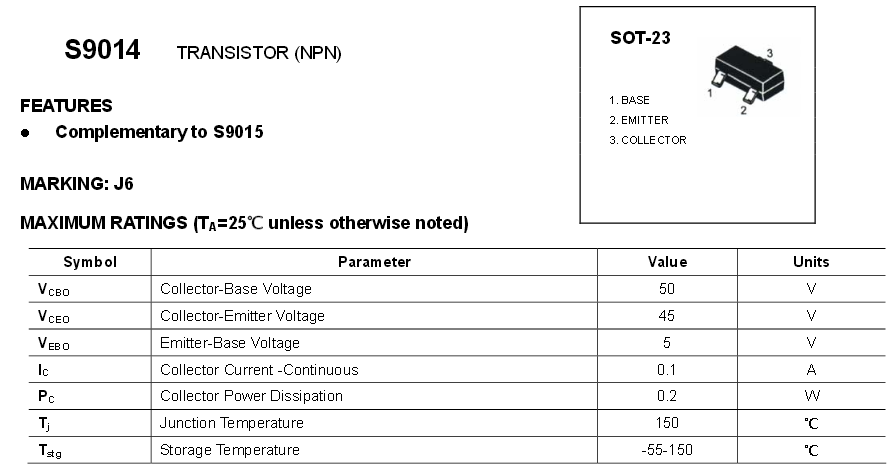 S9014 TRANSISTOR (NPN)
SOT-23
3
1
2
1. BASE
2. EMITTER
3. COLLECTOR
FEATURES
● Complementary to S9015
MARKING: J6
MAXIMUM RATINGS (TA=25℃ unless otherwise noted)
Symbol Parameter Value Units
VCBO Collector-Base Voltage 50 V
VCEO Collector-Emitter Voltage 45 V
VEBO Emitter-Base Voltage 5 V
IC Collector Current -Continuous 0.1 A
PC Collector Power Dissipation 0.2 W
Tj Junction Temperature 150 ℃
Tstg Storage Temperature -55-150 ℃